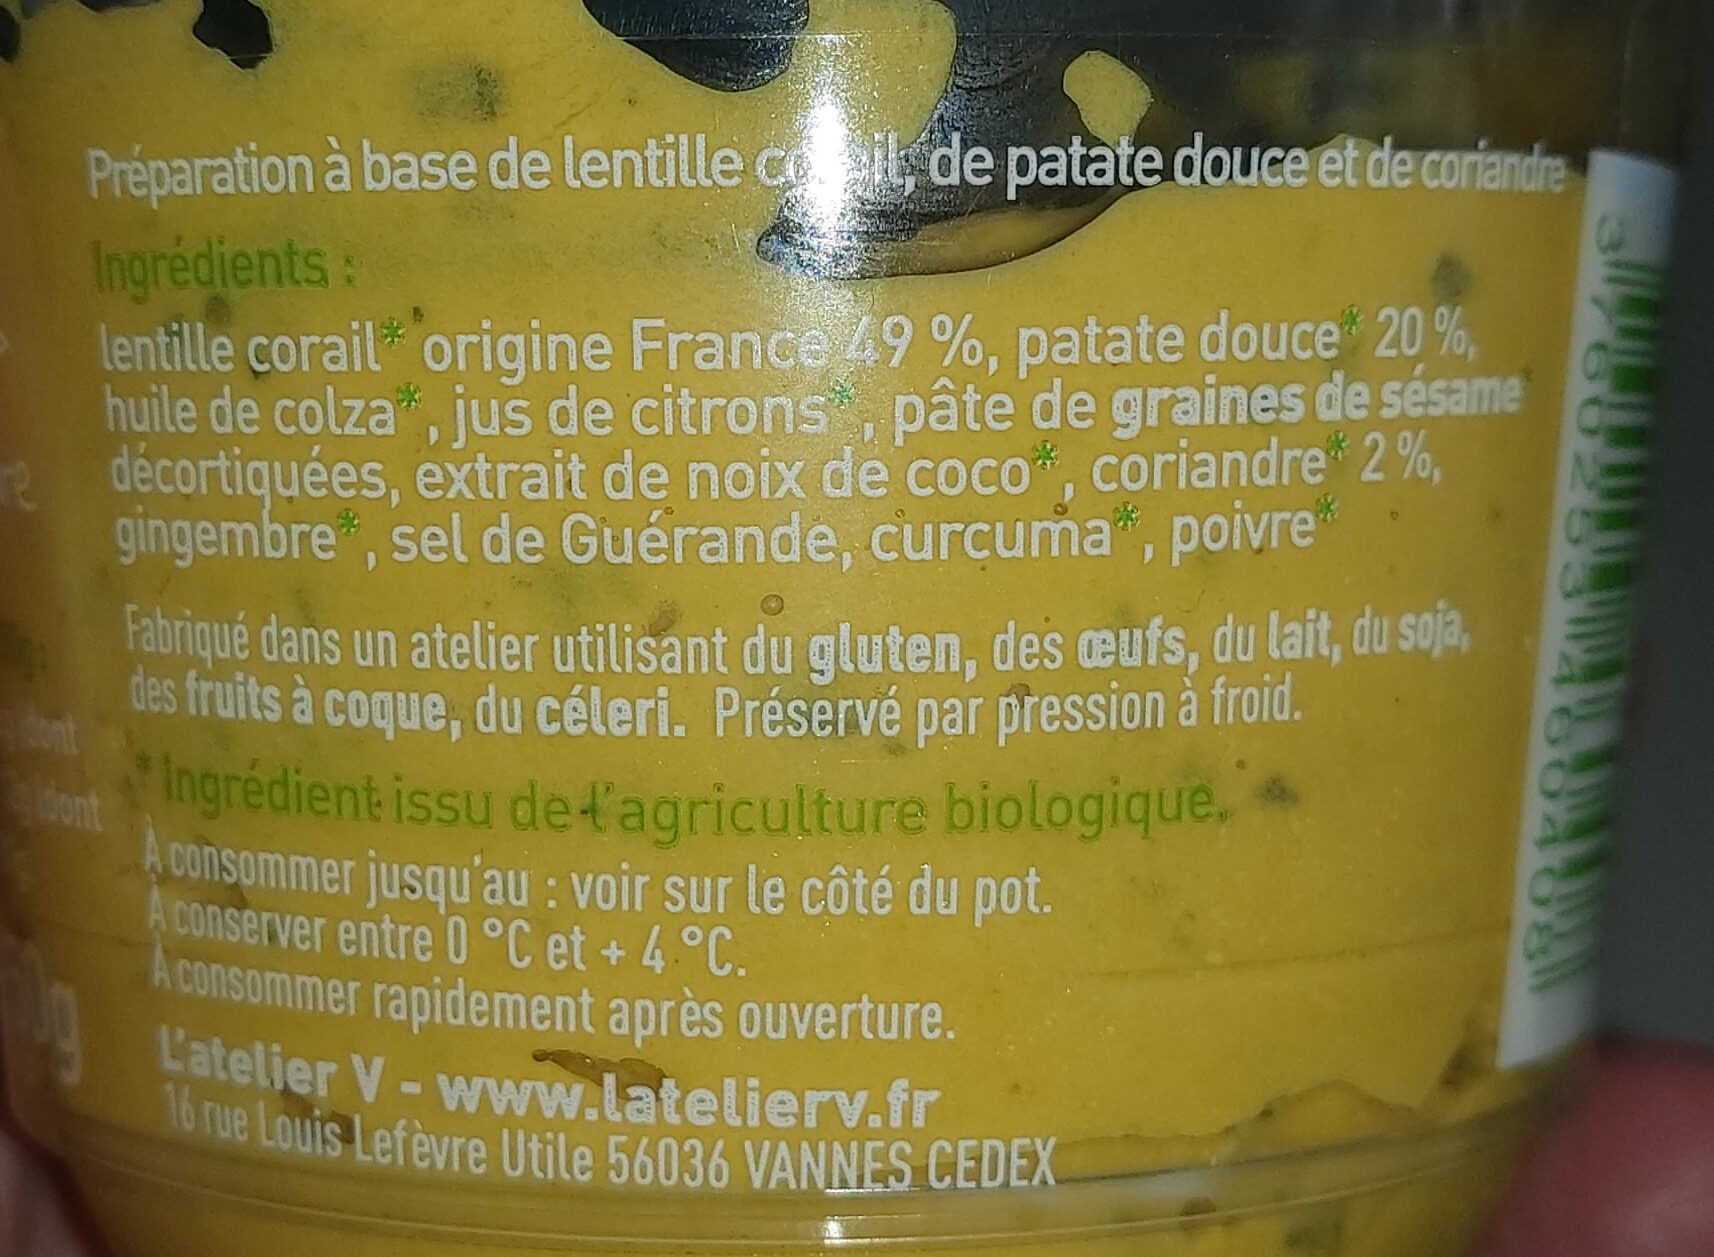 Préparation à base de lentille corail, de patate douce et de coriandre
Ingrédients :
lentille corail* origine France 49 %, patate douce* 20 %,
huile de colza*, jus de citrons*, pâte de graines de sésame*
décortiquées, extrait de noix de coco*, coriandre* 2 %,
gingembre*, sel de Guérande, curcuma*, poivre*
Fabriqué dans un atelier utilisant du gluten, des œufs, du lait, du soja,
des fruits à coque, du céleri. Préservé par pression à froid.
* Ingrédient issu de l'agriculture biologique.
À consommer jusqu'au : voir sur le côté du pot.
À conserver entre 0 °C et + 4 °C.
À consommer rapidement après ouverture.
L'atelier V - www.latelierv.fr
16 rue Louis Lefèvre Utile 56036 VANNES CEDEX
dont
dont